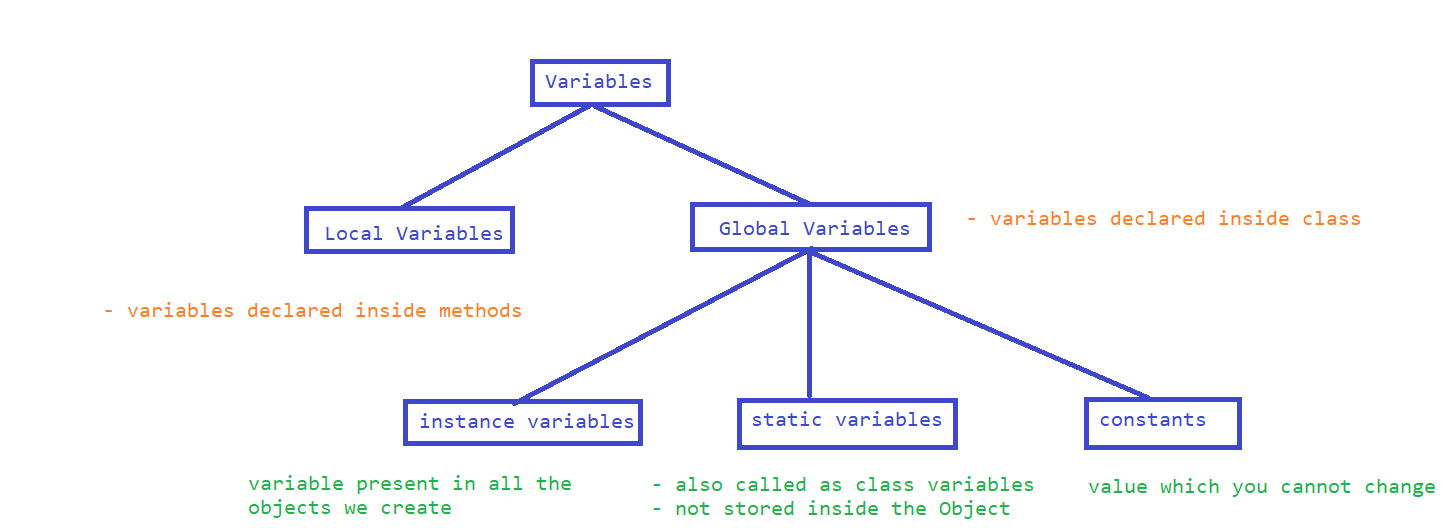 Variables
Local Variables
Global Variables
- variables declared inside class
- variables declared inside methods
instance variables
static variables
constants
variable present in all the
objects we create
- also called as class variables
- not stored inside the Object
value which you cannot change